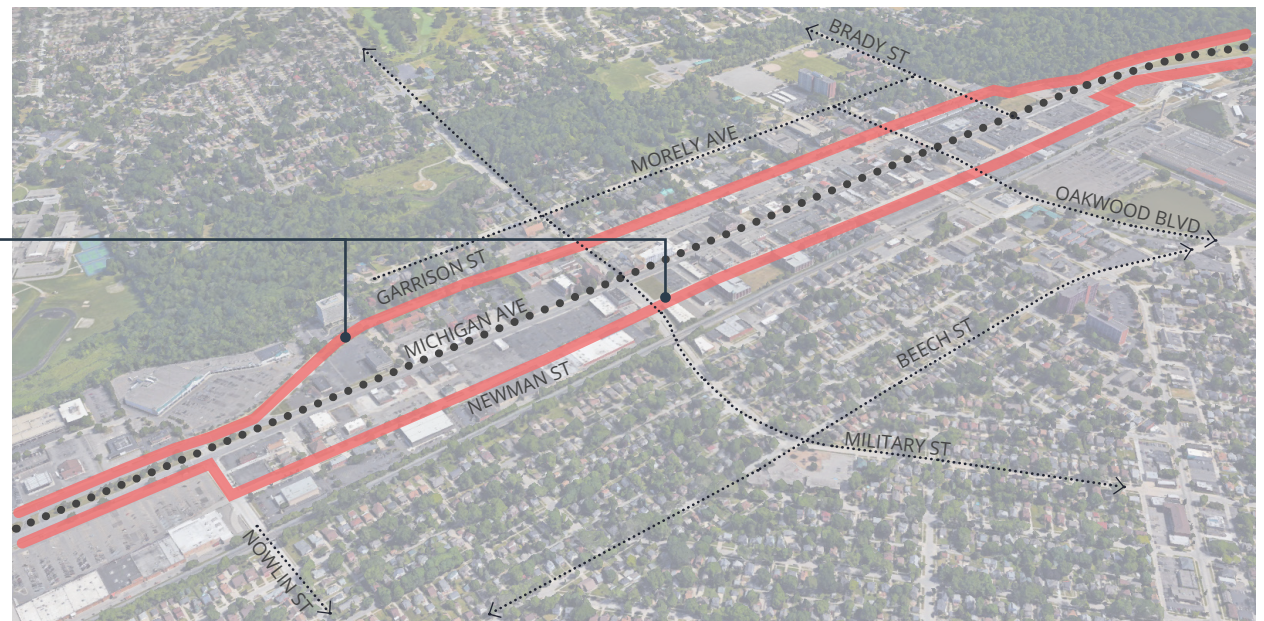 BRADY ST
MORELY AVE
OAKWOOD BLVD
GARRISON ST
MICHIGAN AVE
BEECH ST
NEWMAN ST
MILITARY ST
NOWLIN ST